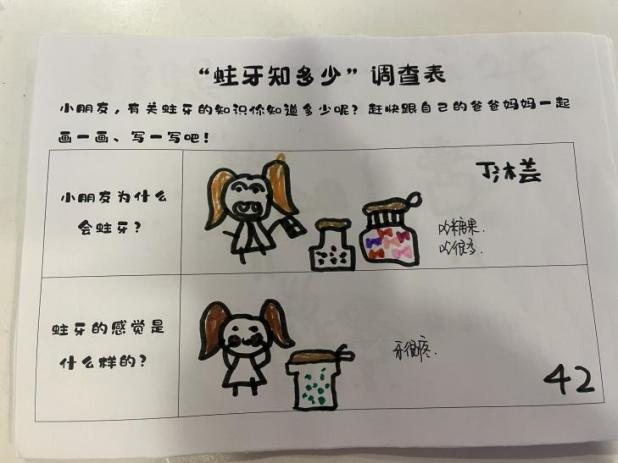 “蛀牙知多少”调查表
小朋友,有关蛀牙的知识你知道多少呢?赶快跟自己的爸爸妈妈一起
画一画、写一写吧!
丁沐芸
小朋友为什么
会蛀牙?
吃糖果.
吃很多.
蛀牙的感觉是
什么样的?
牙很疼.
42